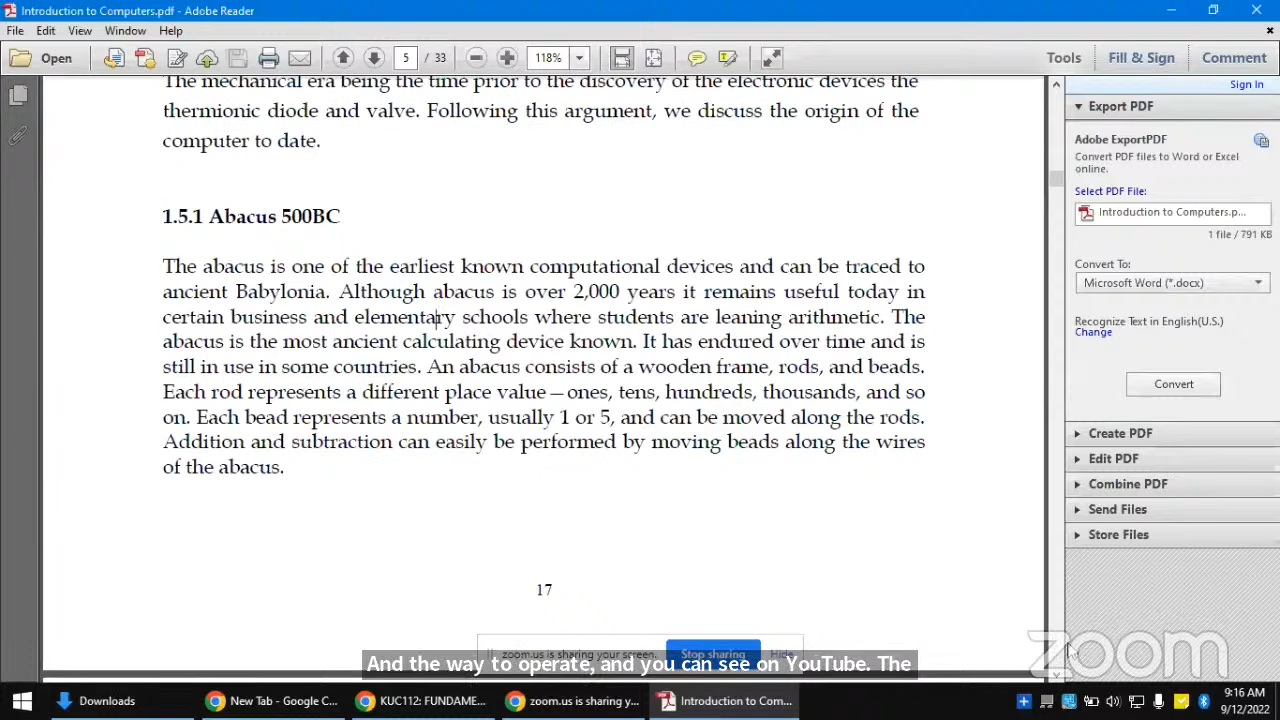 Introduction to Computers.pdf - Adobe Reader
File Edit View Window Help
Open 5 / 33 118% Tools Fill & Sign Comment
The mechanical era being the time prior to the discovery of the electronic devices the
thermionic diode and valve. Following this argument, we discuss the origin of the
computer to date.
1.5.1 Abacus 500BC
The abacus is one of the earliest known computational devices and can be traced to
ancient Babylonia. Although abacus is over 2,000 years it remains useful today in
certain business and elementary schools where students are leaning arithmetic. The
abacus is the most ancient calculating device known. It has endured over time and is
still in use in some countries. An abacus consists of a wooden frame, rods, and beads.
Each rod represents a different place value—ones, tens, hundreds, thousands, and so
on. Each bead represents a number, usually 1 or 5, and can be moved along the rods.
Addition and subtraction can easily be performed by moving beads along the wires
of the abacus.
17
Sign In
Export PDF
Adobe ExportPDF
Convert PDF files to Word or Excel
online.
Select PDF File:
Introduction to Computers.p...
1 file / 791 KB
Convert To:
Microsoft Word (*.docx)
Recognize Text in English(U.S.)
Change
Convert
Create PDF
Edit PDF
Combine PDF
Send Files
Store Files
zoom.us is sharing your screen. Stop sharing Hide
And the way to operate, and you can see on YouTube. The
zoom
Downloads New Tab - Google C... KUC112: FUNDAME... zoom.us is sharing y... Introduction to Com...
9:16 AM
9/12/2022